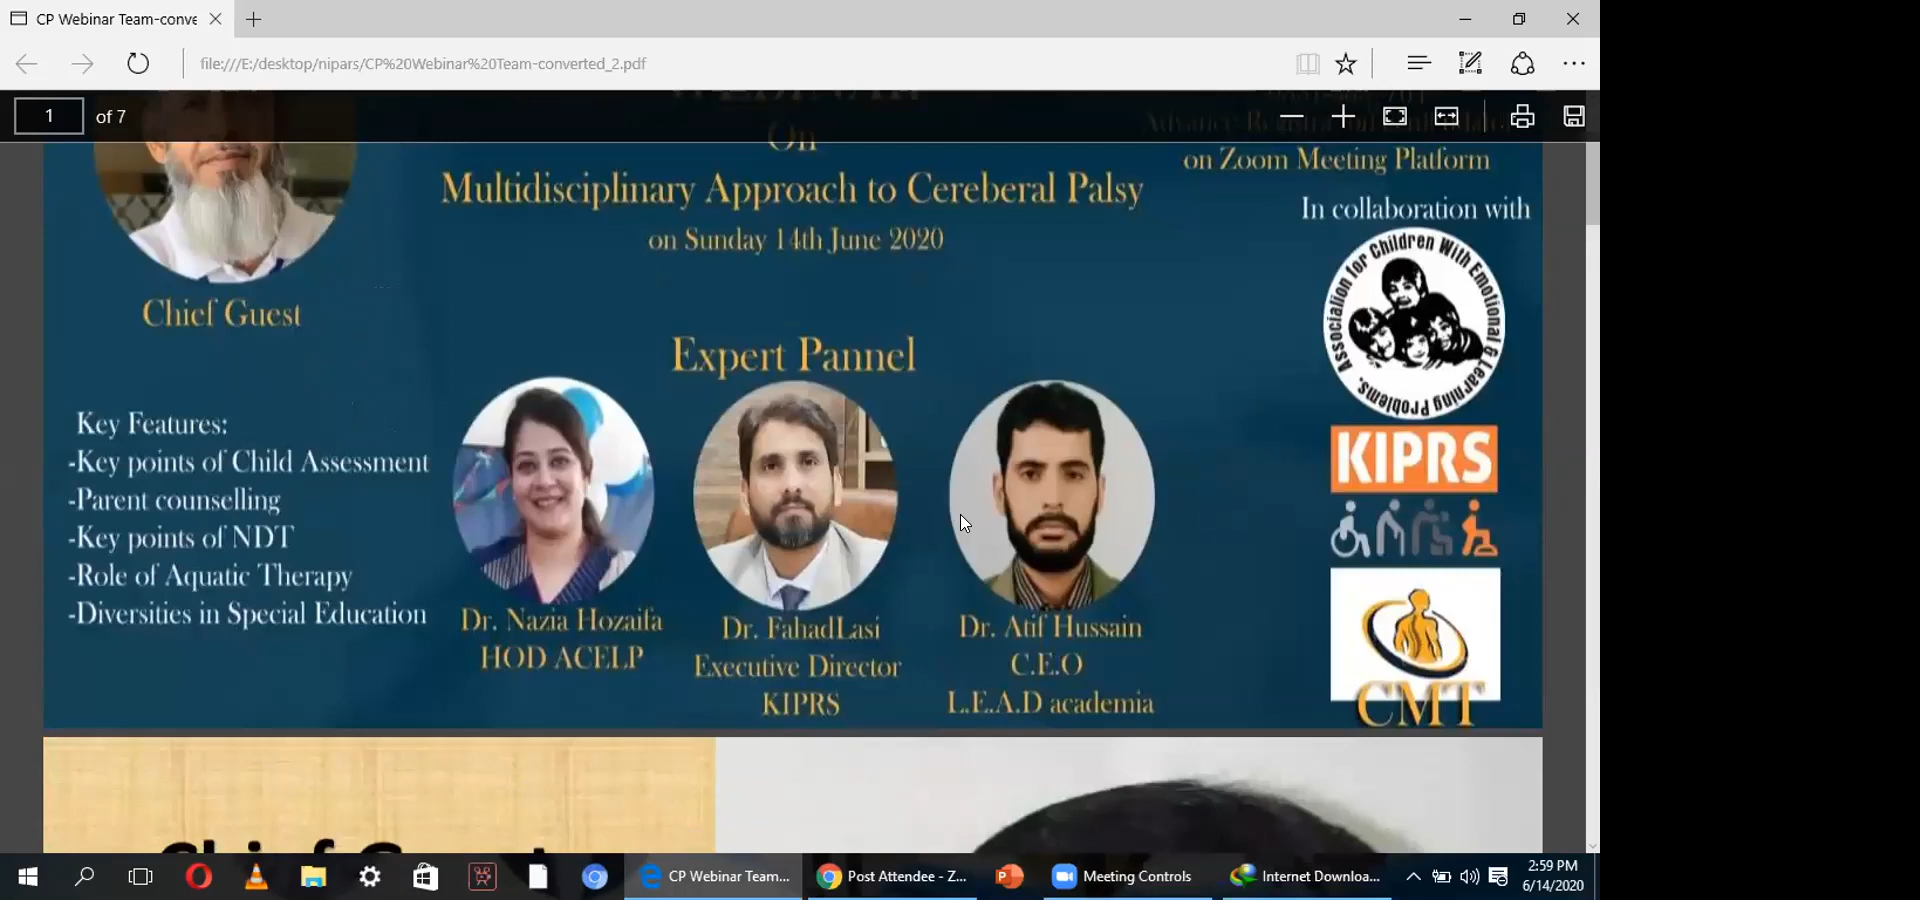 CP Webinar Team-conve
file:///E:/desktop/nipars/CP%20Webinar%20Team-converted_2.pdf
1 of 7
On
Multidisciplinary Approach to Cereberal Palsy
on Sunday 14th June 2020
on Zoom Meeting Platform
In collaboration with
Association for Children With Emotional & Learning Problems.
Chief Guest
Expert Pannel
Key Features:
-Key points of Child Assessment
-Parent counselling
-Key points of NDT
-Role of Aquatic Therapy
-Diversities in Special Education
Dr. Nazia Hozaifa
HOD ACELP
Dr. FahadLasi
Executive Director
KIPRS
Dr. Atif Hussain
C.E.O
L.E.A.D academia
KIPRS
CMT
CP Webinar Team...
Post Attendee - Z...
Meeting Controls
Internet Downloa...
2:59 PM
6/14/2020